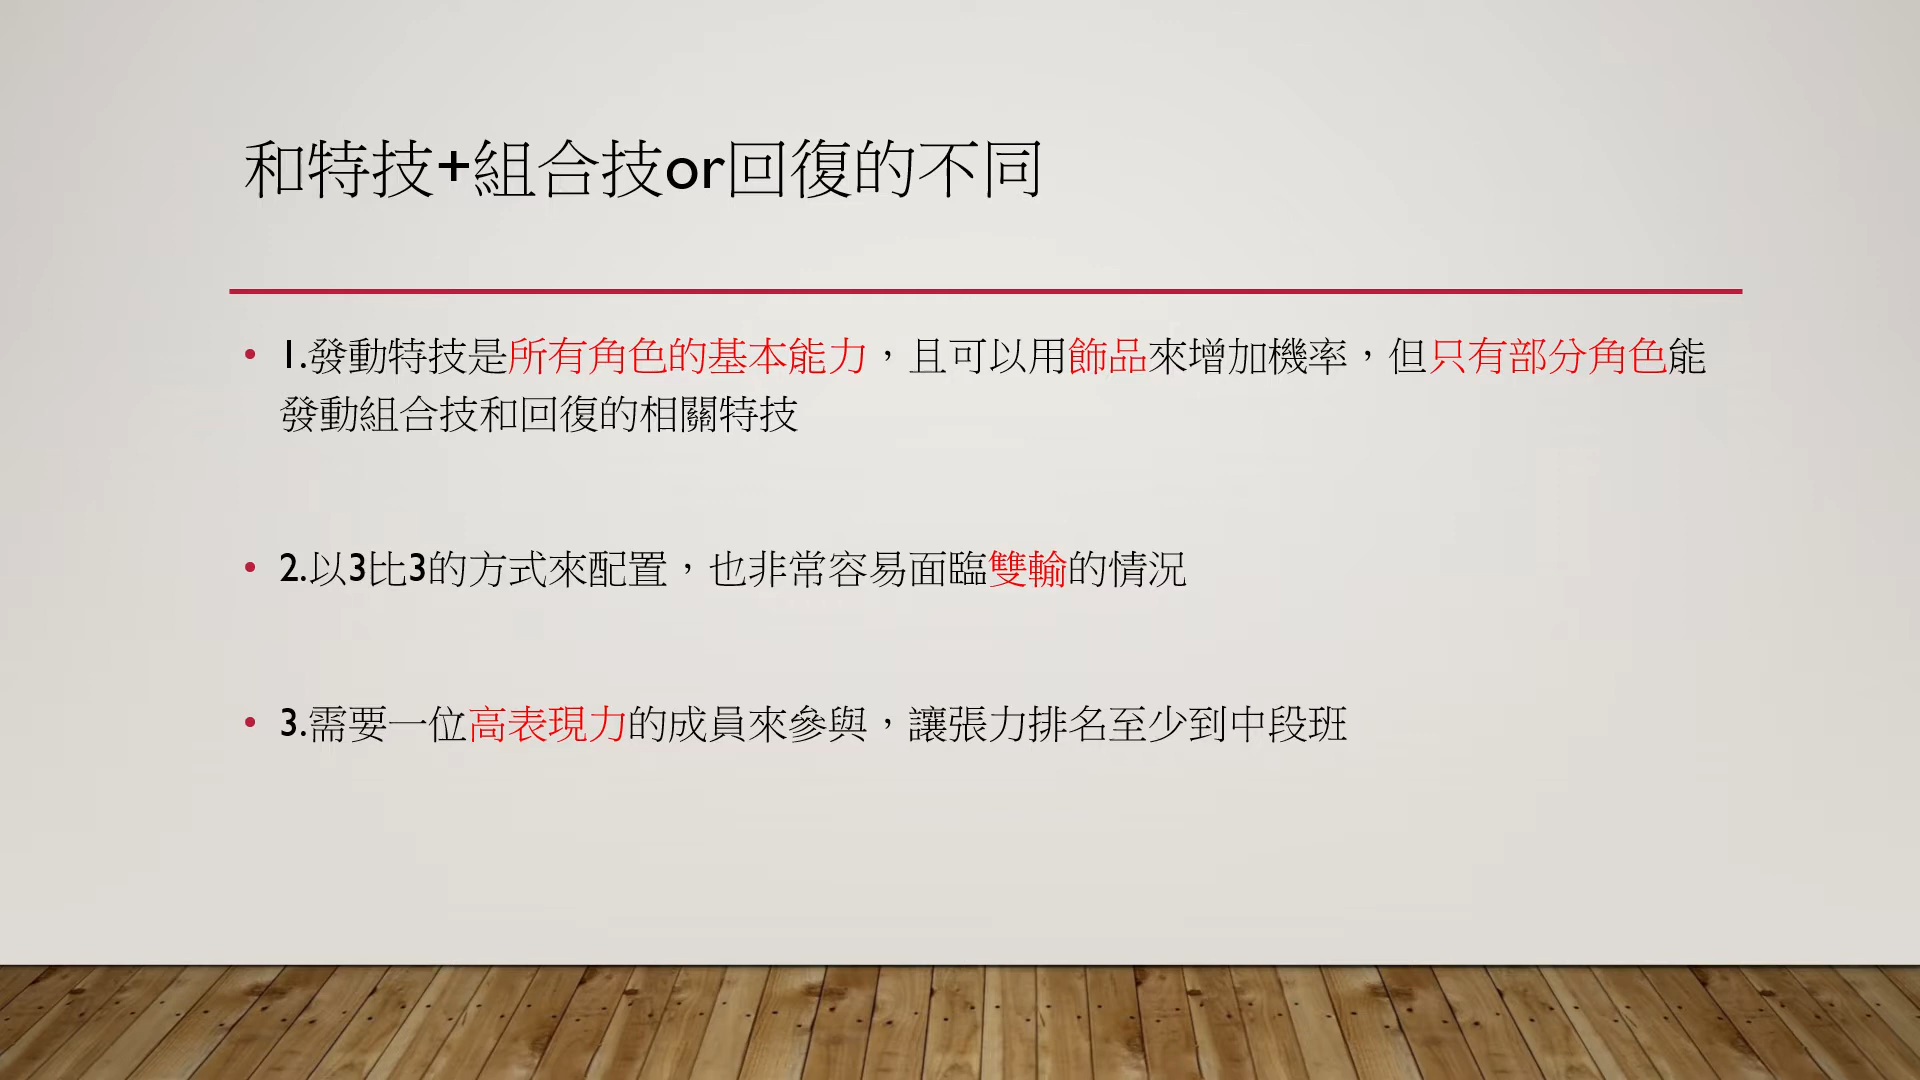 和特技+組合技or回復的不同
• 1.發動特技是所有角色的基本能力，且可以用飾品來增加機率，但只有部分角色能
發動組合技和回復的相關特技
• 2.以3比3的方式來配置，也非常容易面臨雙輸的情況
• 3.需要一位高表現力的成員來參與，讓張力排名至少到中段班